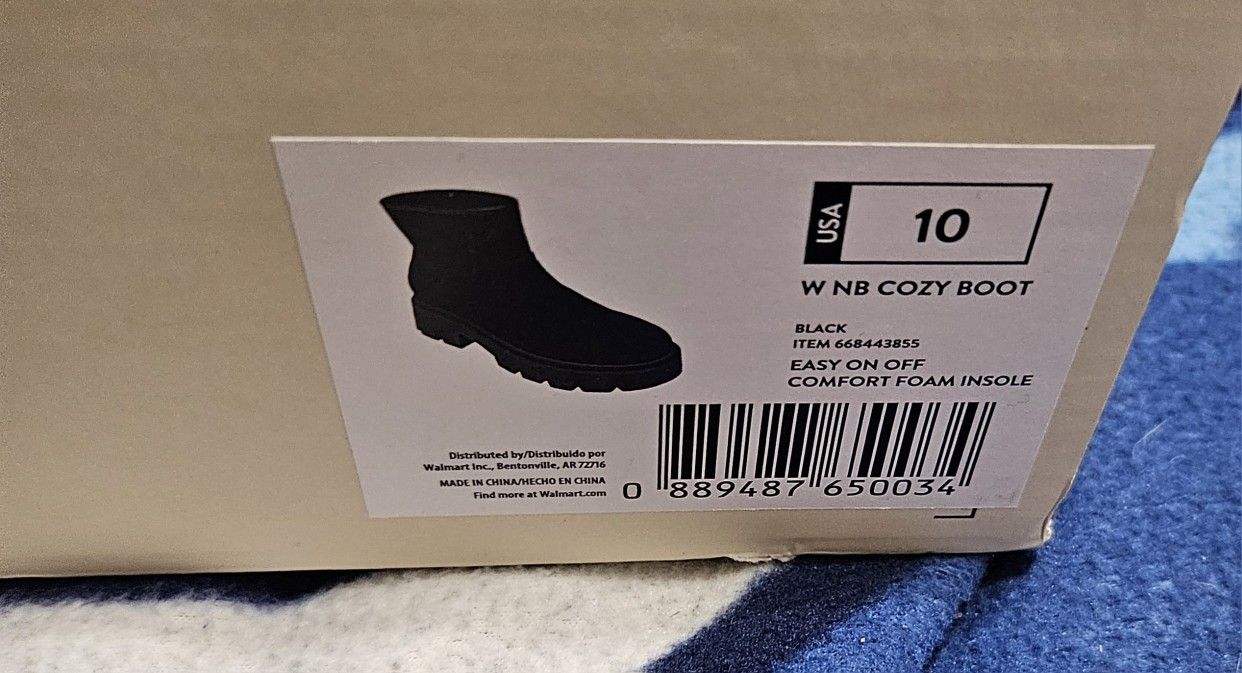 USA
10
W NB COZY BOOT
BLACK
ITEM 668443855
EASY ON OFF
COMFORT FOAM INSOLE
Distributed by/Distribuido por
Walmart Inc., Bentonville, AR 72716
MADE IN CHINA/HECHO EN CHINA
Find more at Walmart.com
0 889487 650034